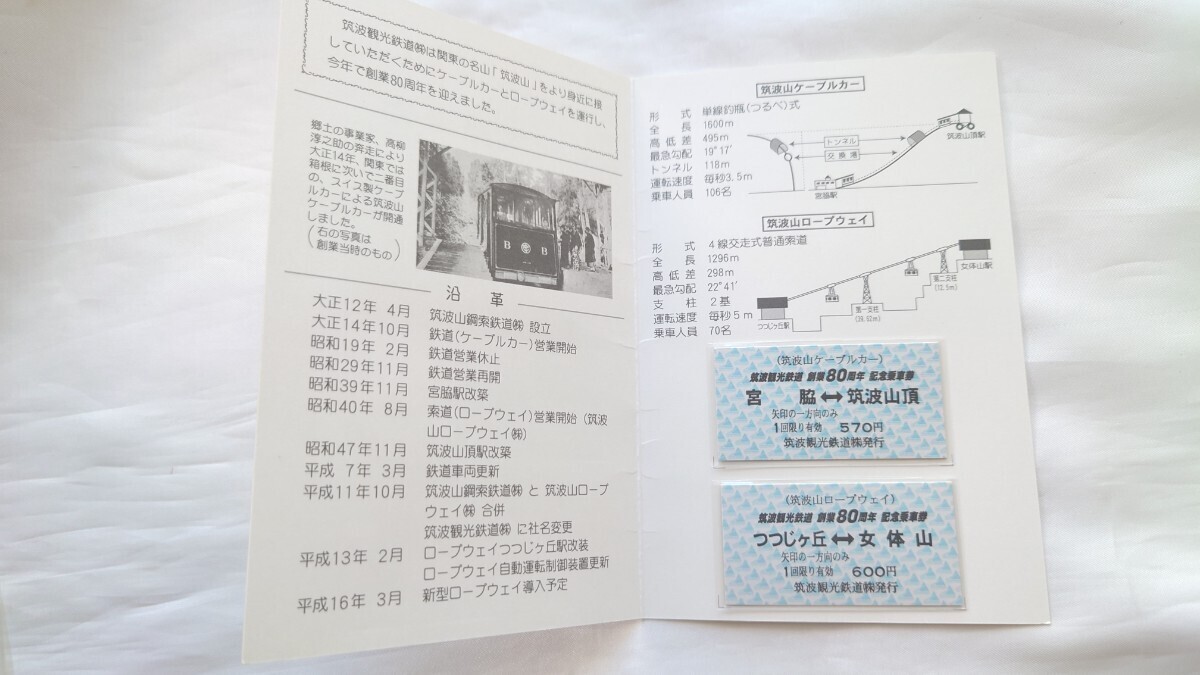 筑波観光鉄道㈱は関東の名山「筑波山」をより身近に接
していただくためにケーブルカーとロープウェイを運行し、
今年で創業80周年を迎えました。
郷土の事業家、高柳
淳之助の奔走により
大正14年、関東では
箱根に次いで二番目
の、スイス製ケーブ
ルカーによる筑波山
ケーブルカーが開通
しました。
(右の写真は
創業当時のもの)
B B
沿革
大正12年 4月 筑波山鋼索鉄道㈱ 設立
大正14年10月 鉄道(ケーブルカー)営業開始
昭和19年 2月 鉄道営業休止
昭和29年11月 鉄道営業再開
昭和39年11月 宮脇駅改築
昭和40年 8月 索道(ロープウェイ)営業開始(筑波
山ロープウェイ㈱)
昭和47年11月 筑波山頂駅改築
平成 7年 3月 鉄道車両更新
平成11年10月 筑波山鋼索鉄道㈱ と 筑波山ロープ
ウェイ㈱ 合併
筑波観光鉄道㈱ に社名変更
平成13年 2月 ロープウェイつつじヶ丘駅改装
ロープウェイ自動運転制御装置更新
平成16年 3月 新型ロープウェイ導入予定
筑波山ケーブルカー
形式 単線釣瓶(つるべ)式
全長 1600m
高低差 495m
最急勾配 19°17′
トンネル 118m
運転速度 毎秒3.5m
乗車人員 106名
筑波山頂駅
トンネル
交換場
宮脇駅
筑波山ロープウェイ
形式 4線交走式普通索道
全長 1296m
高低差 298m
最急勾配 22°41′
支柱 2基
運転速度 毎秒5m
乗車人員 70名
女体山駅
第二支柱
(12.5m)
第一支柱
(39.62m)
つつじヶ丘駅
(筑波山ケーブルカー)
筑波観光鉄道 創業80周年 記念乗車券
宮脇↔筑波山頂
矢印の一方向のみ
1回限り有効 570円
筑波観光鉄道㈱発行
(筑波山ロープウェイ)
筑波観光鉄道 創業80周年 記念乗車券
つつじヶ丘↔女体山
矢印の一方向のみ
1回限り有効 600円
筑波観光鉄道㈱発行